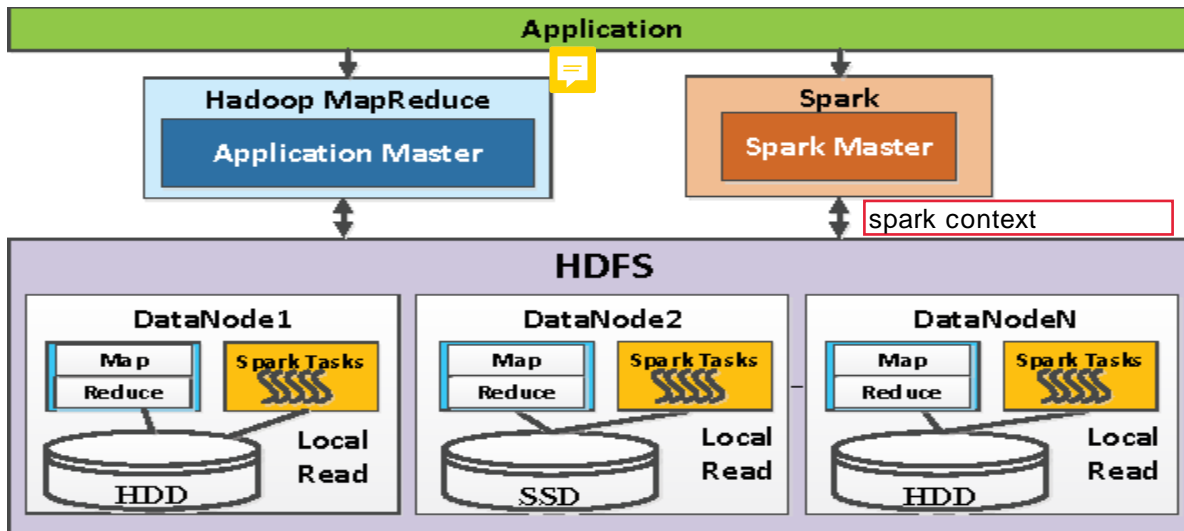 Application
Hadoop MapReduce
Application Master
Spark
Spark Master
spark context
HDFS
DataNode1
Map
Reduce
Spark Tasks
Local
Read
HDD
DataNode2
Map
Reduce
Spark Tasks
Local
Read
SSD
DataNodeN
Map
Reduce
Spark Tasks
Local
Read
HDD